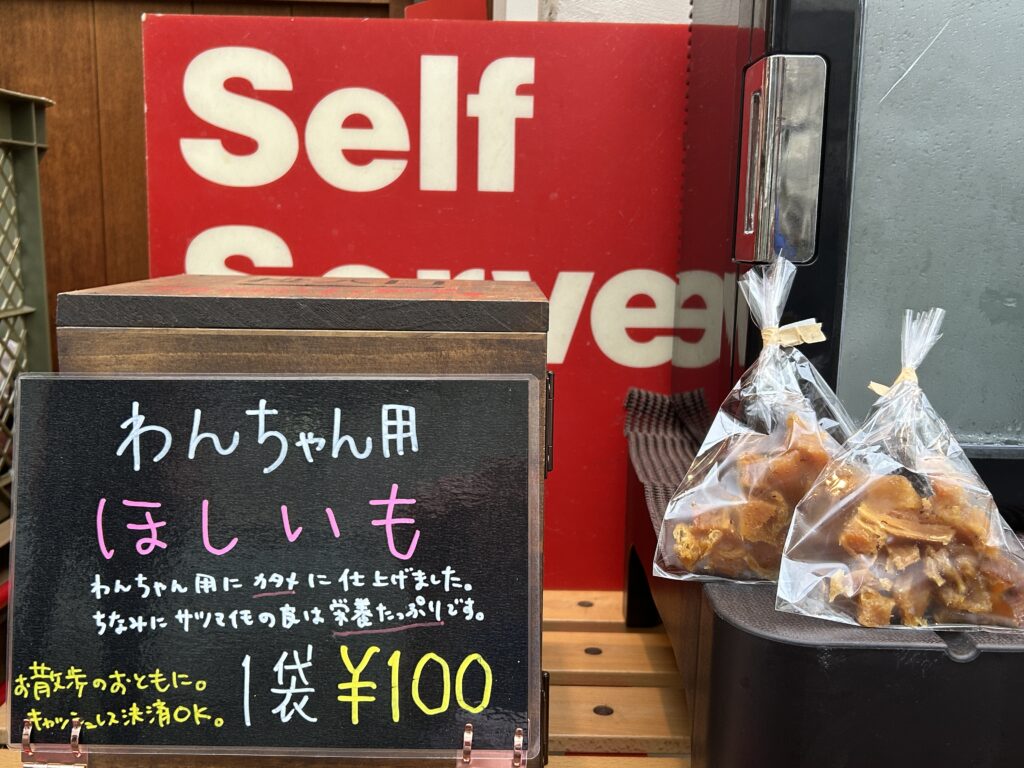 Self
Serve
わんちゃん用
ほしいも
わんちゃん用に カタメに 仕上げました。
ちなみに サツマイモの皮は栄養たっぷりです。
お散歩のおともに。
キャッシュレス決済OK。
1袋 ¥100